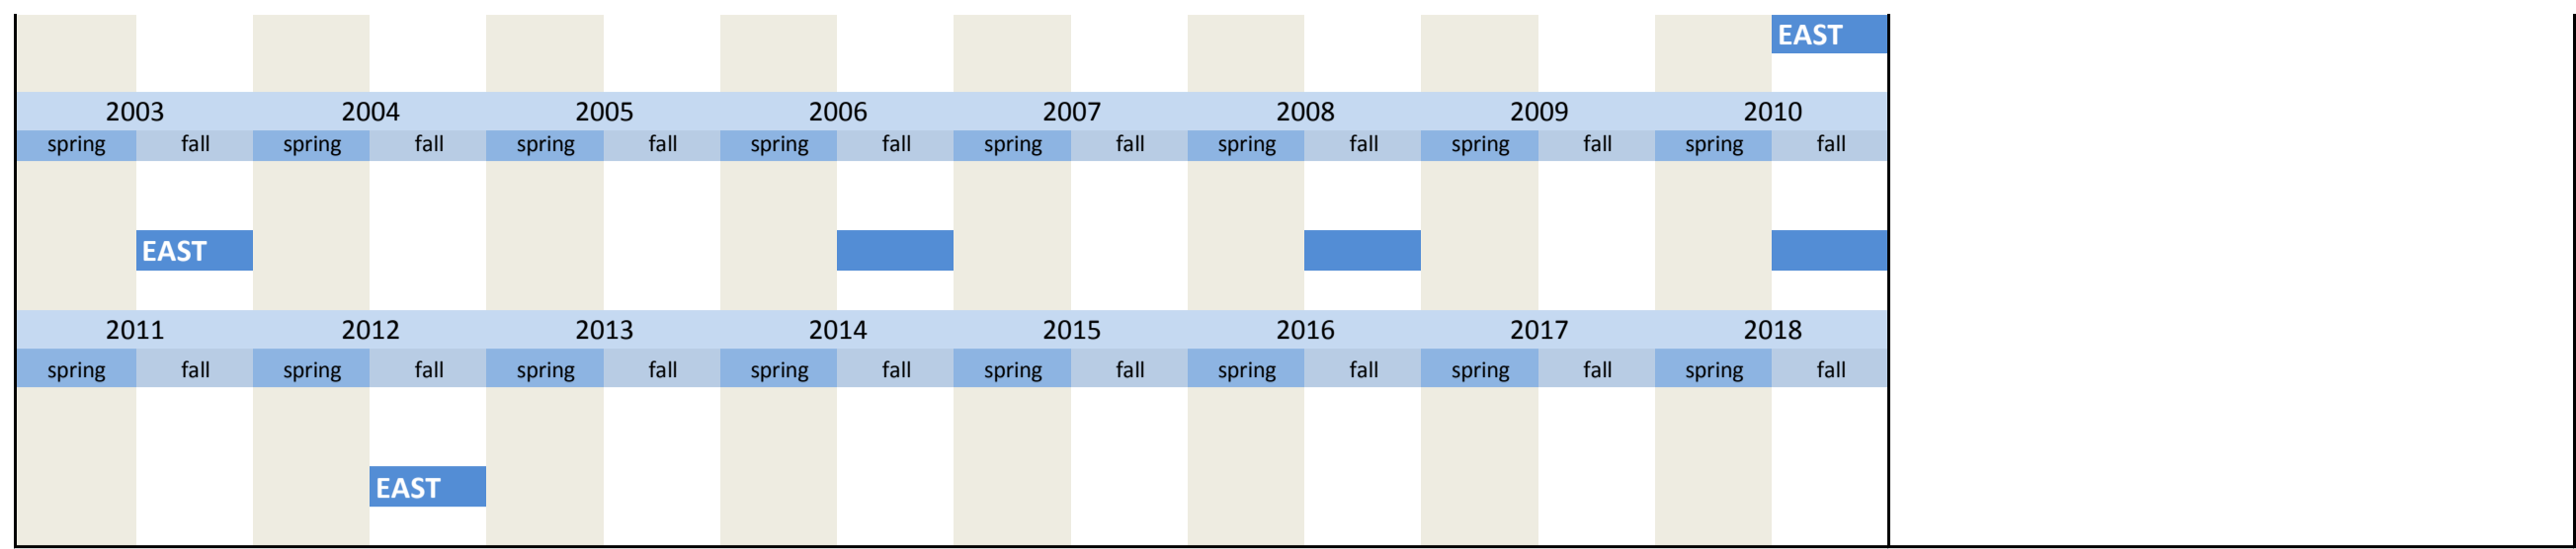 EAST
2003 2004 2005 2006 2007 2008 2009 2010
spring fall spring fall spring fall spring fall spring fall spring fall spring fall spring fall
EAST
2011 2012 2013 2014 2015 2016 2017 2018
spring fall spring fall spring fall spring fall spring fall spring fall spring fall spring fall
EAST